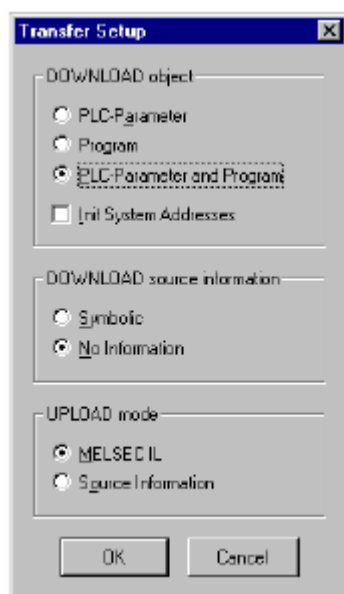 Transfer Setup
DOWNLOAD object
PLC-Parameter
Program
PLC-Parameter and Program
Init System Addresses
DOWNLOAD source information
Symbolic
No Information
UPLOAD mode
MELSEC IL
Source Information
OK
Cancel